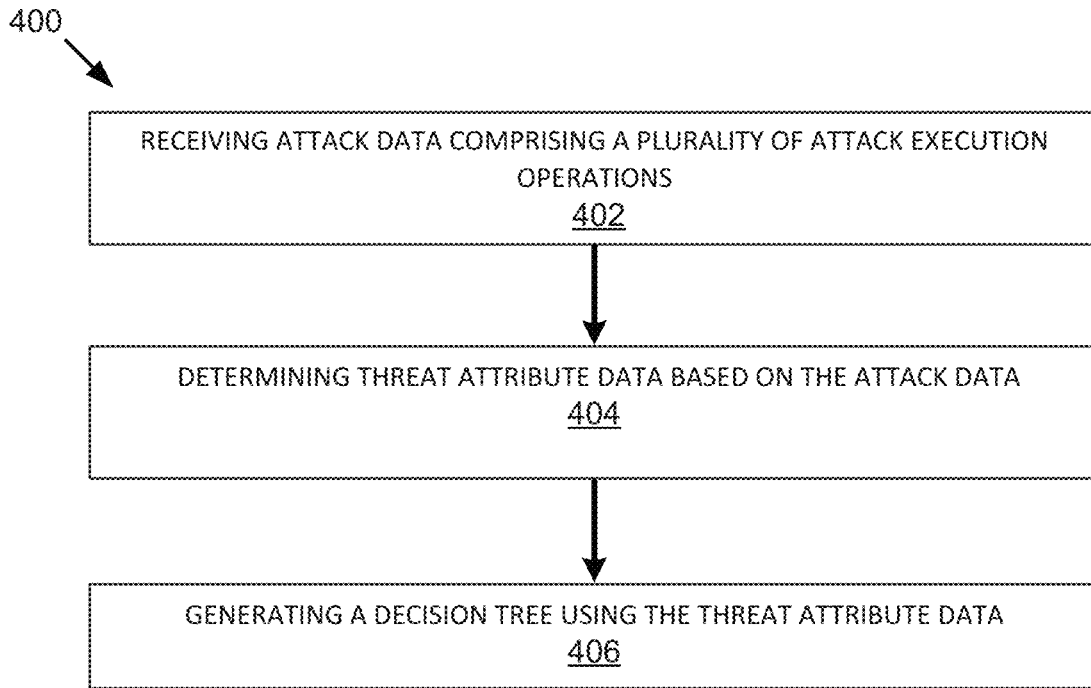 400
RECEIVING ATTACK DATA COMPRISING A PLURALITY OF ATTACK EXECUTION
OPERATIONS
402
DETERMINING THREAT ATTRIBUTE DATA BASED ON THE ATTACK DATA
404
GENERATING A DECISION TREE USING THE THREAT ATTRIBUTE DATA
406